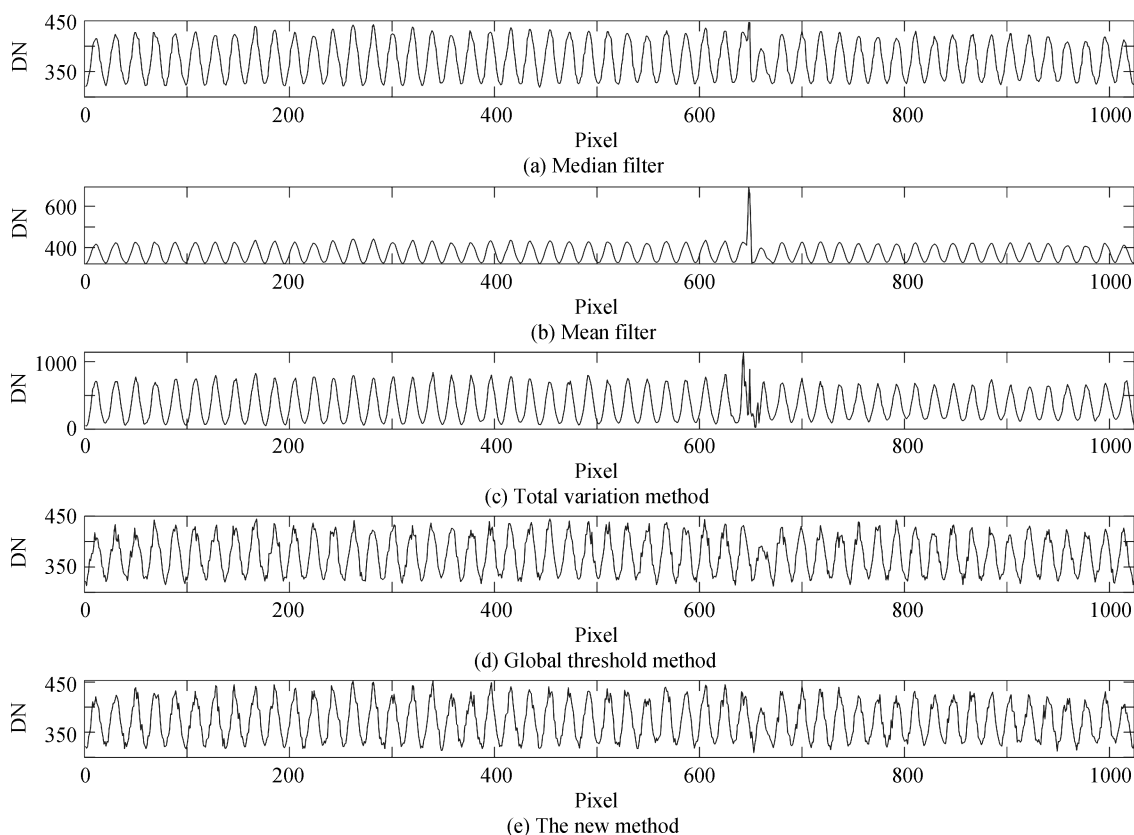 450
DN
350
0 200 400 600 800 1000
Pixel
(a) Median filter
600
DN
400
0 200 400 600 800 1000
Pixel
(b) Mean filter
1000
DN
0
0 200 400 600 800 1000
Pixel
(c) Total variation method
450
DN
350
0 200 400 600 800 1000
Pixel
(d) Global threshold method
450
DN
350
0 200 400 600 800 1000
Pixel
(e) The new method